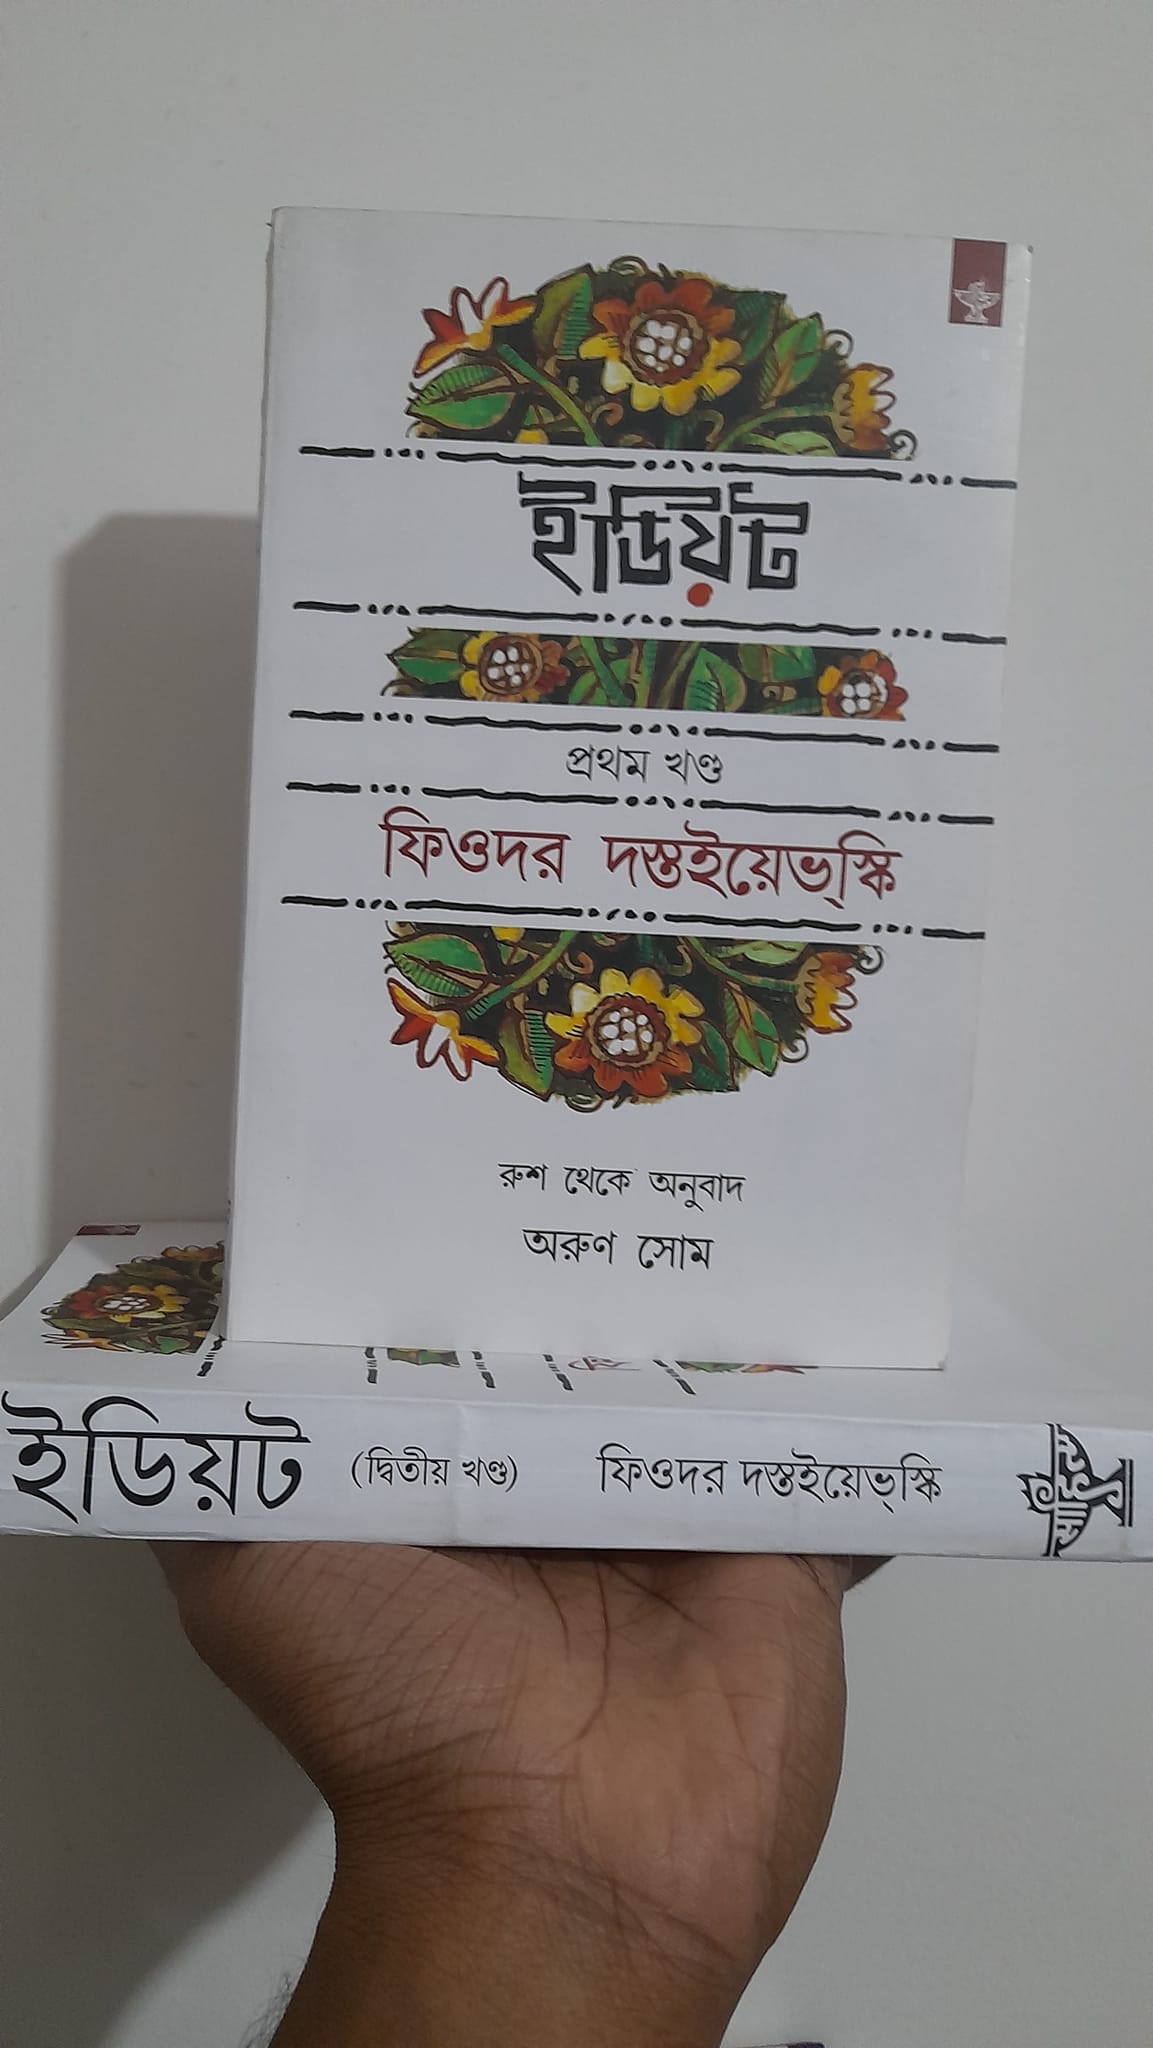 ইডিয়ট
প্রথম খণ্ড
ফিওদর দস্তইয়েভ্‌স্কি
রুশ থেকে অনুবাদ
অরুণ সোম
ইডিয়ট (দ্বিতীয় খণ্ড) ফিওদর দস্তইয়েভ্‌স্কি